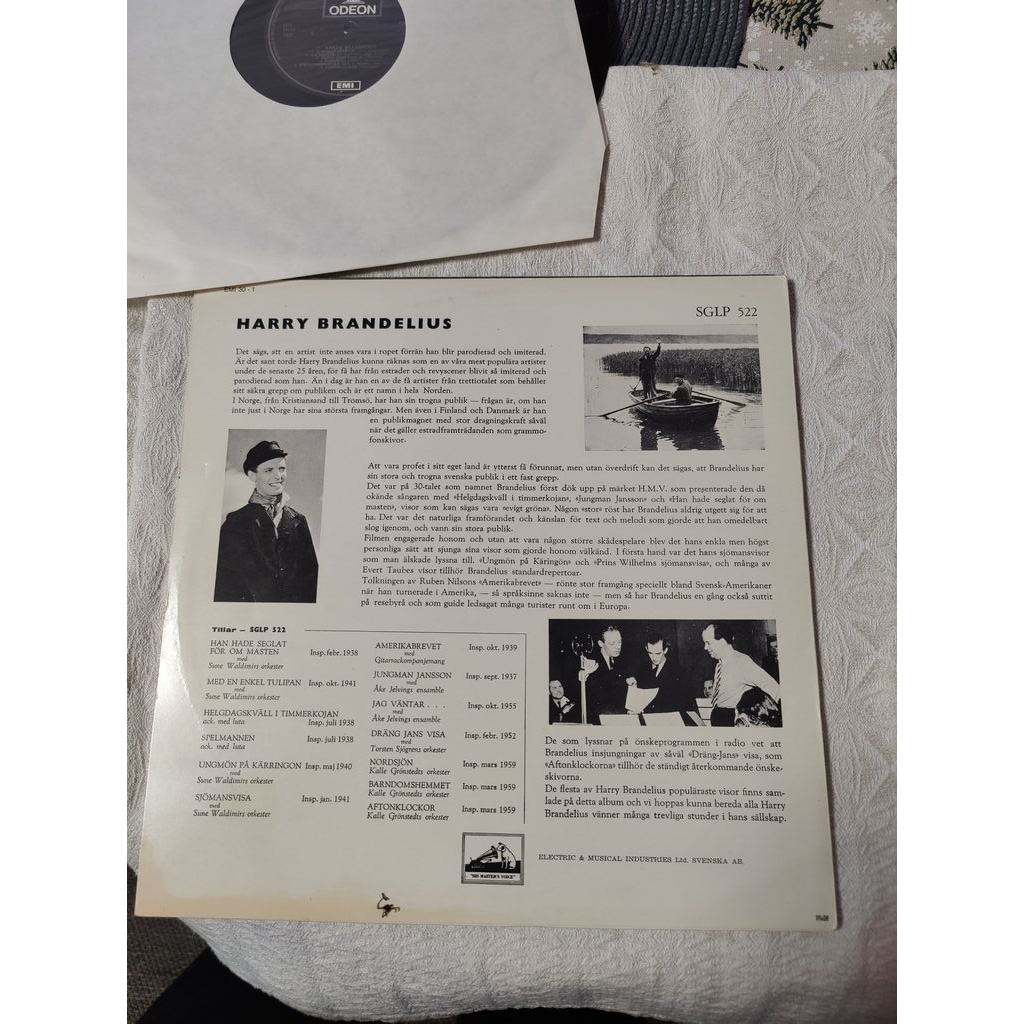 ODEON
EMI
EMI 30 - 1
SGLP 522
HARRY BRANDELIUS
Det sägs, att en artist inte anses vara i ropet förrän han blir parodierad och imiterad.
Är det sant torde Harry Brandelius kunna räknas som en av våra mest populära artister
under de senaste 25 åren, för få har från estrader och revyscener blivit så imiterad och
parodierad som han. Än i dag är han en av de få artister från trettiotalet som behåller
sitt säkra grepp om publiken och är ett namn i hela Norden.
I Norge, från Kristiansand till Tromsö, har han sin trogna publik — frågan är, om han
inte just i Norge har sina största framgångar. Men även i Finland och Danmark är han
en publikmagnet med stor dragningskraft såväl
när det gäller estradframträdanden som grammo-
fonskivor.
Att vara profet i sitt eget land är ytterst få förunnat, men utan överdrift kan det sägas, att Brandelius har
sin stora och trogna svenska publik i ett fast grepp.
Det var på 30-talet som namnet Brandelius först dök upp på märket H.M.V. som presenterade den då
okände sångaren med «Helgdagskväll i timmerkojan», «Jungman Jansson» och «Han hade seglat för om
masten», visor som kan sägas vara «evigt gröna». Någon «stor» röst har Brandelius aldrig utgett sig för att
ha. Det var det naturliga framförandet och känslan för text och melodi som gjorde att han omedelbart
slog igenom, och vann sin stora publik.
Filmen engagerade honom och utan att vara någon större skådespelare blev det hans enkla men högst
personliga sätt att sjunga sina visor som gjorde honom välkänd. I första hand var det hans sjömansvisor
som man älskade lyssna till. «Ungmön på Käringön» och «Prins Wilhelms sjömansvisa», och många av
Evert Taubes visor tillhör Brandelius standardrepertoar.
Tolkningen av Ruben Nilsons «Amerikabrevet» — rönte stor framgång speciellt bland Svensk-Amerikaner
när han turnerade i Amerika, — så språksinne saknas inte — men så har Brandelius en gång också suttit
på resebyrå och som guide ledsagat många turister runt om i Europa.
Titlar — SGLP 522
HAN HADE SEGLAT
FÖR OM MASTEN Insp. febr. 1938
med
Sune Waldimirs orkester
MED EN ENKEL TULIPAN Insp. okt. 1941
med
Sune Waldimirs orkester
HELGDAGSKVÄLL I TIMMERKOJAN
ack. med luta Insp. juli 1938
SPELMANNEN Insp. juli 1938
ack. med luta
UNGMÖN PÅ KÄRRINGON Insp. maj 1940
med
Sune Waldimirs orkester
SJÖMANSVISA Insp. jan. 1941
med
Sune Waldimirs orkester
AMERIKABREVET Insp. okt. 1939
med
Gitarrackompanjemang
JUNGMAN JANSSON Insp. sept. 1937
med
Åke Jelvings ensemble
JAG VÄNTAR . . . Insp. okt. 1955
med
Åke Jelvings ensemble
DRÄNG JANS VISA Insp. febr. 1952
med
Torsten Sjögrens orkester
NORDSJÖN Insp. mars 1959
Kalle Grönstedts orkester
BARNDOMSHEMMET Insp. mars 1959
Kalle Grönstedts orkester
AFTONKLOCKOR Insp. mars 1959
Kalle Grönstedts orkester
De som lyssnar på önskeprogrammen i radio vet att
Brandelius insjungningar av såväl «Dräng-Jans» visa, som
«Aftonklockorna» tillhör de ständigt återkommande önske-
skivorna.
De flesta av Harry Brandelius populäraste visor finns sam-
lade på detta album och vi hoppas kunna bereda alla Harry
Brandelius vänner många trevliga stunder i hans sällskap.
"HIS MASTER'S VOICE"
ELECTRIC & MUSICAL INDUSTRIES Ltd. SVENSKA AB.